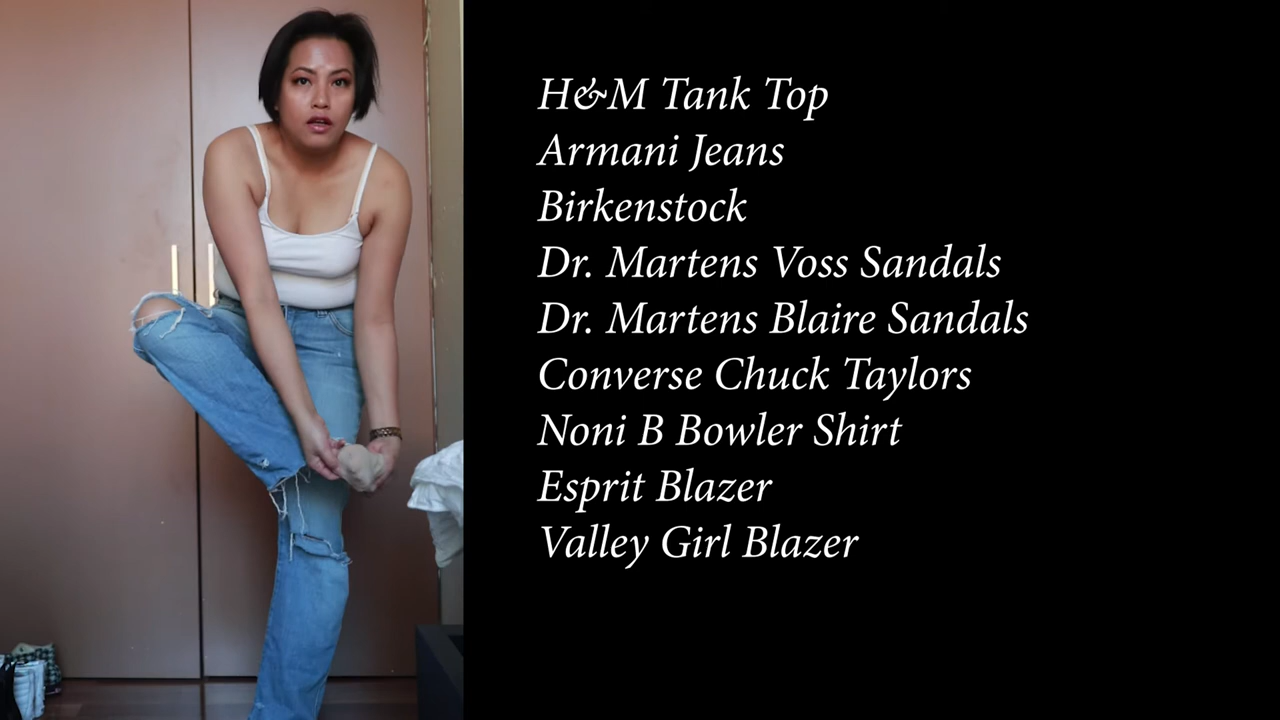 H&M Tank Top
Armani Jeans
Birkenstock
Dr. Martens Voss Sandals
Dr. Martens Blaire Sandals
Converse Chuck Taylors
Noni B Bowler Shirt
Esprit Blazer
Valley Girl Blazer